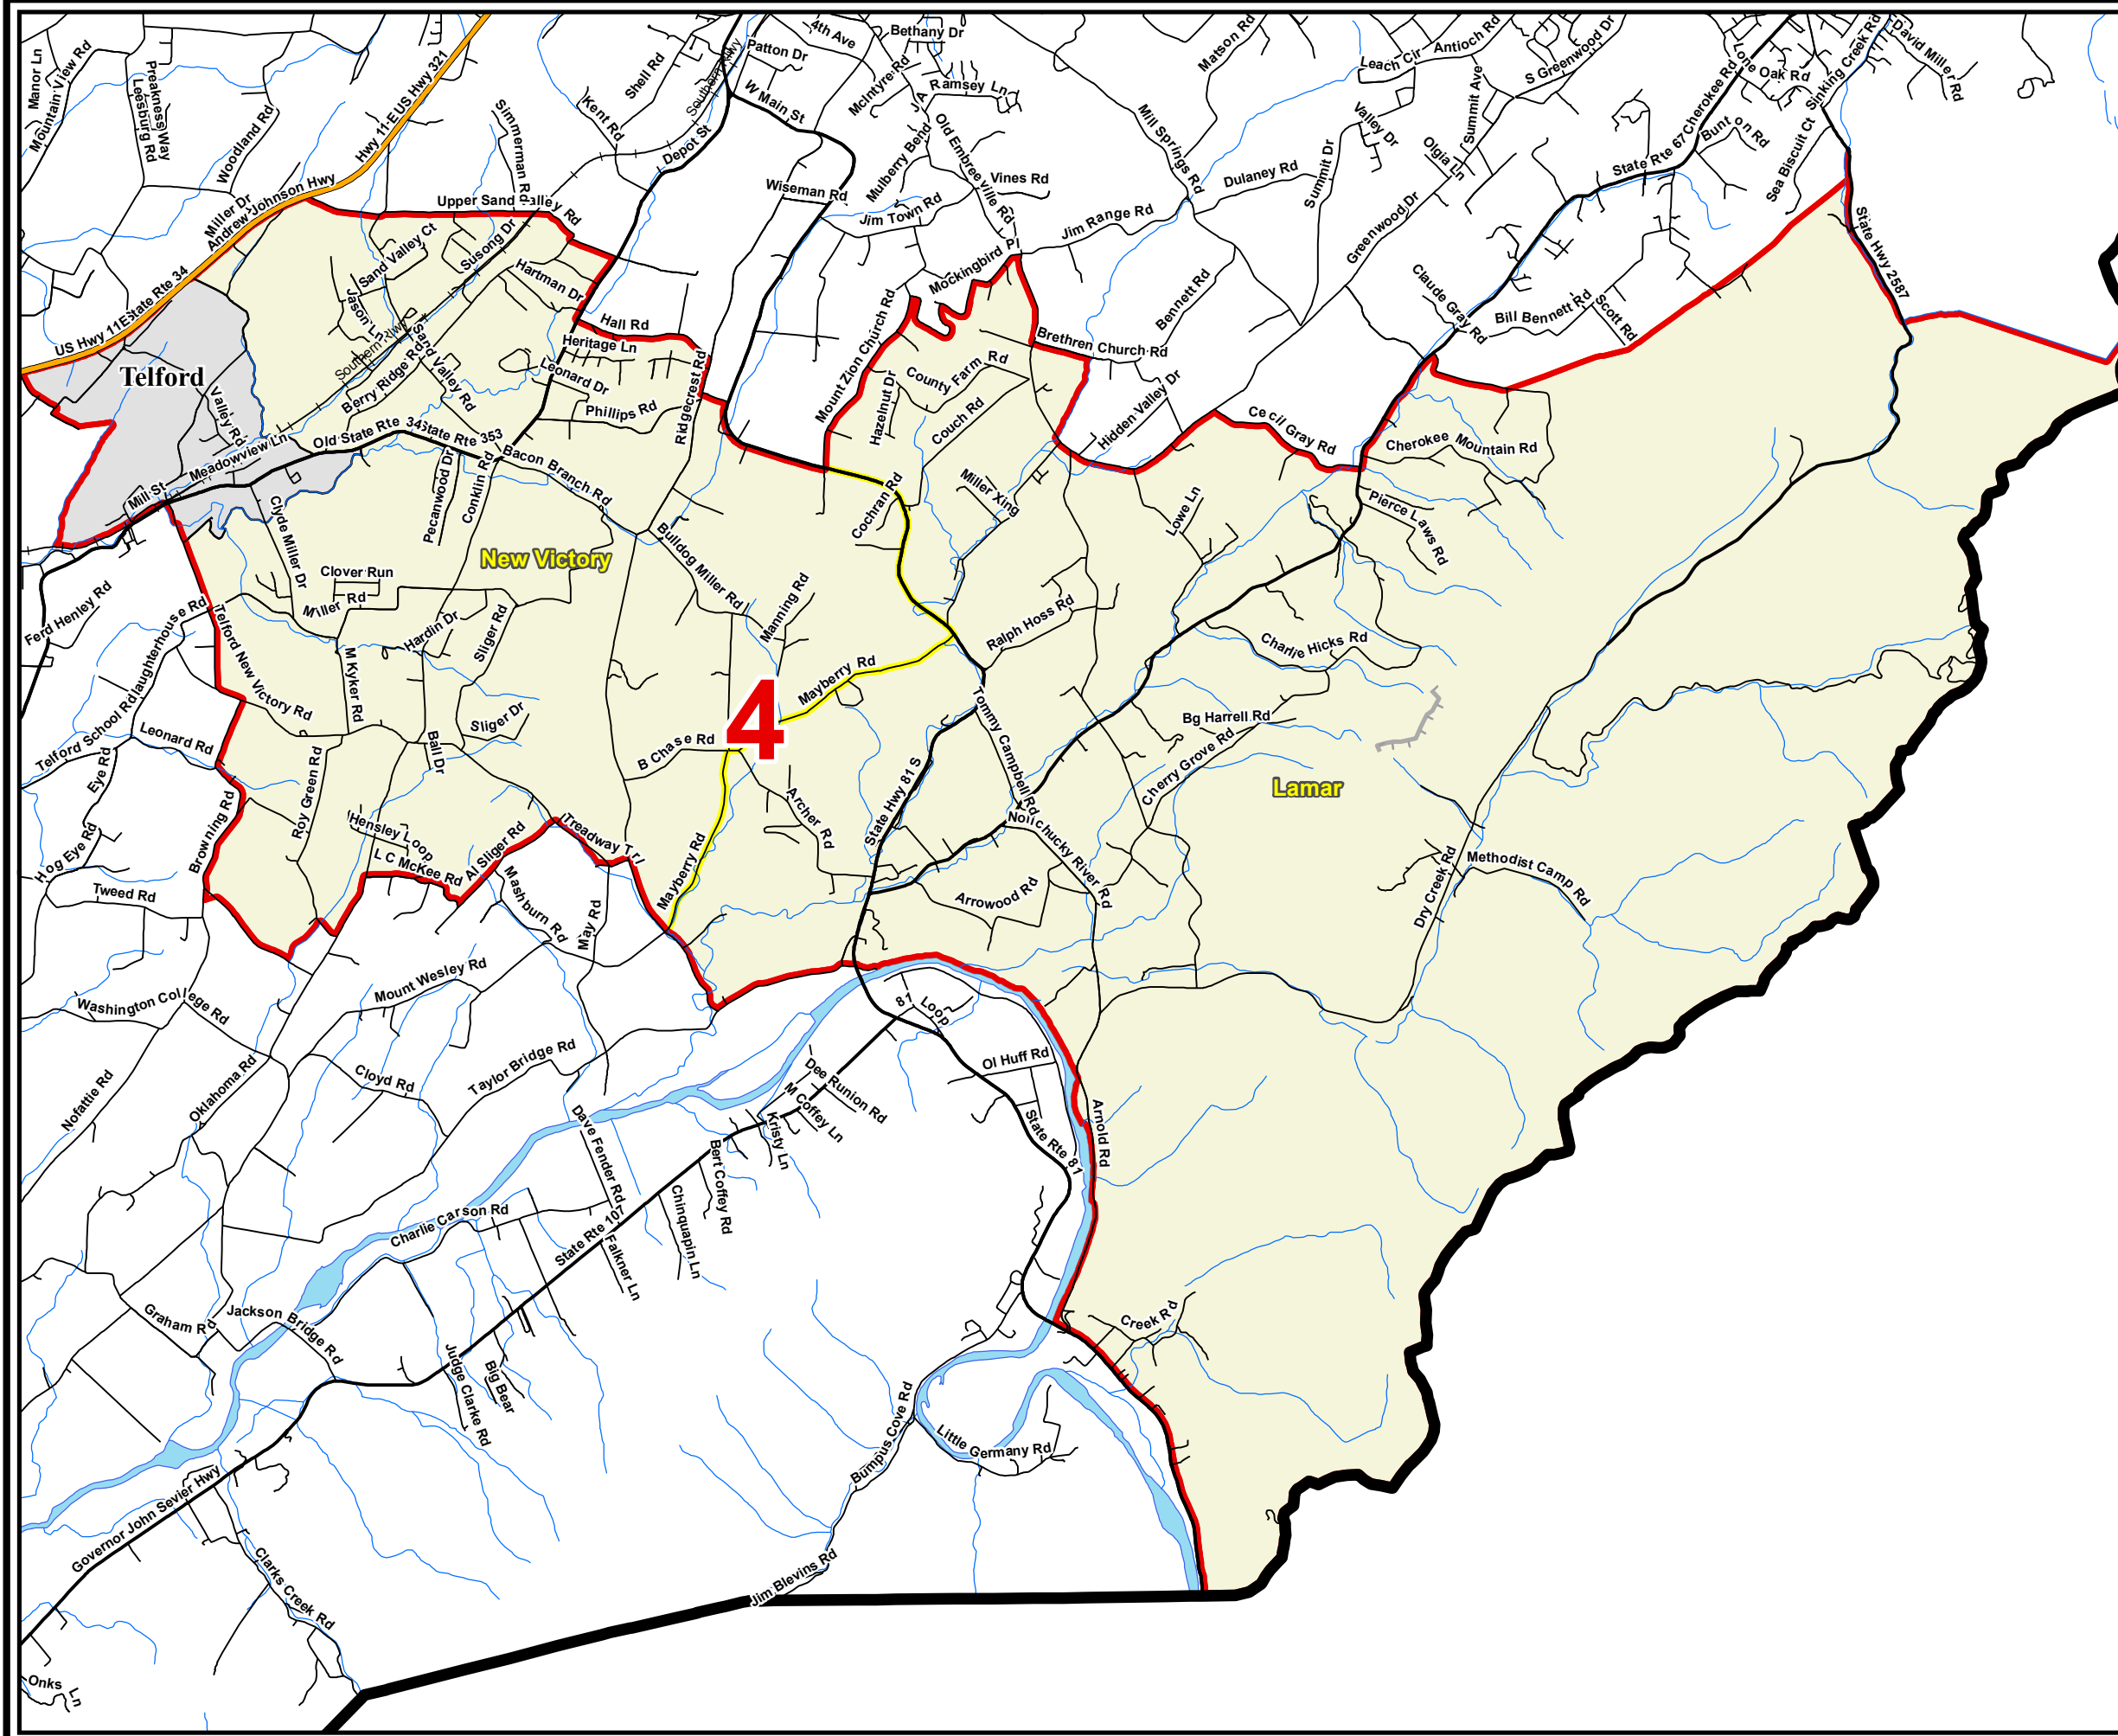 Manor Ln
Mountain View Rd
Preakness Way
Leesburg Rd
Woodland Rd
Hwy 11-E US Hwy 321
Simmerman Rd
Kent Rd
Shell Rd
Southern Rlwy
Patton Dr
4th Ave
Bethany Dr
W Main St
McIntyre Rd
J A Ramsey Ln
Matson Rd
Leach Cir
Antioch Rd
S Greenwood Dr
Summit Ave
Lone Oak Rd
Sinking Creek Rd
David Miller Rd
Cherokee Rd
State Rte 67
Bunton Rd
Sea Biscuit Ct
Depot St
Mulberry Bend
Old Embreeville Rd
Mill Springs Rd
Valley Dr
Olgia Ln
Dulaney Rd
Summit Dr
Vines Rd
Wiseman Rd
Jim Town Rd
Jim Range Rd
Greenwood Dr
Miller Dr
Andrew Johnson Hwy
Upper Sand Valley Rd
Sand Valley Ct
Susong Dr
Hartman Dr
Jason Ln
State Hwy 2587
Mockingbird Pl
Bennett Rd
Claude Gray Rd
Bill Bennett Rd
Scott Rd
State Rte 34
US Hwy 11E
Hall Rd
Heritage Ln
Mount Zion Church Rd
Brethren Church Rd
Southern Rlwy
Sand Valley Rd
Berry Ridge Rd
Leonard Dr
Phillips Rd
Ridgecrest Rd
County Farm Rd
Hazelnut Dr
Couch Rd
Hidden Valley Dr
Cecil Gray Rd
Cherokee Mountain Rd
Telford
Valley Rd
Meadowview Ln
Old State Rte 34
State Rte 353
Bacon Branch Rd
Mill St
Pecanwood Dr
Conklin Rd
Clyde Miller Dr
Cochran Rd
Miller Xing
Lowe Ln
Pierce Laws Rd
New Victory
Bulldog Miller Rd
Manning Rd
Clover Run
Miller Rd
Hardin Dr
Sliger Rd
Ferd Henley Rd
Slaughterhouse Rd
Telford New Victory Rd
M Kyker Rd
Ralph Hoss Rd
Charlie Hicks Rd
Mayberry Rd
4
Telford School Rd
Leonard Rd
Eye Rd
Sliger Dr
Ball Dr
B Chase Rd
Tommy Campbell Rd
Bg Harrell Rd
Cherry Grove Rd
Lamar
Roy Green Rd
Archer Rd
State Hwy 81 S
Nolichucky River Rd
Browning Rd
Hensley Loop
L C McKee Rd
Al Sliger Rd
Treadway Trl
Hog Eye Rd
Tweed Rd
Mashburn Rd
May Rd
Mayberry Rd
Arrowood Rd
Dry Creek Rd
Methodist Camp Rd
Washington College Rd
Mount Wesley Rd
81 Loop
Ol Huff Rd
Notattie Rd
Oklahoma Rd
Cloyd Rd
Taylor Bridge Rd
Dee Runion Rd
M Coffey Ln
Kristy Ln
State Rte 81
Arnold Rd
Dave Fender Rd
Bert Coffey Rd
Chinquapin Ln
Charlie Carson Rd
State Rte 107
Falkner Ln
Graham Rd
Jackson Bridge Rd
Creek Rd
Judge Clarke Rd
Big Bear
Bumpus Cove Rd
Little Germany Rd
Governor John Sevier Hwy
Clarks Creek Rd
Jim Blevins Rd
Onks Ln